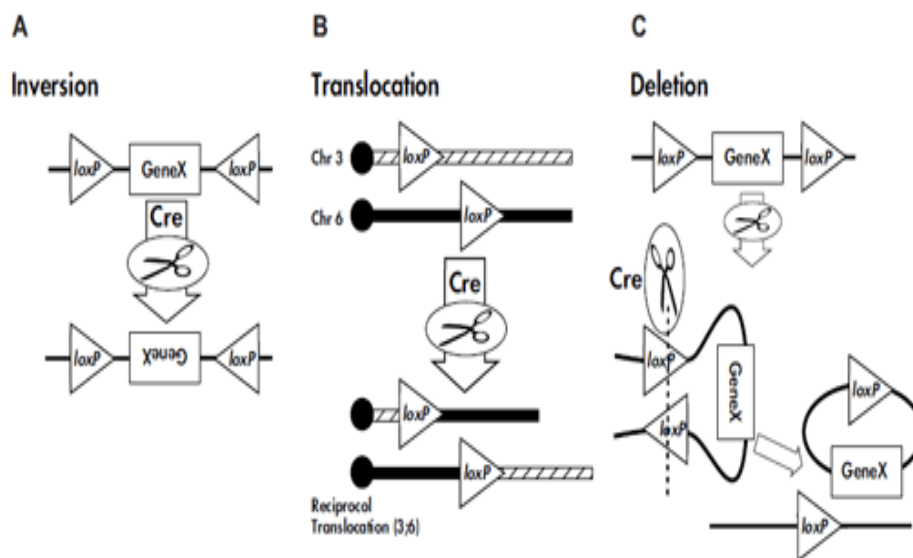 A
Inversion
loxP GeneX loxP
Cre
loxP GeneX loxP
B
Translocation
Chr 3 loxP
Chr 6 loxP
Cre
loxP
loxP
Reciprocol
Translocation (3;6)
C
Deletion
loxP GeneX loxP
Cre
loxP
GeneX
loxP
loxP
GeneX
loxP